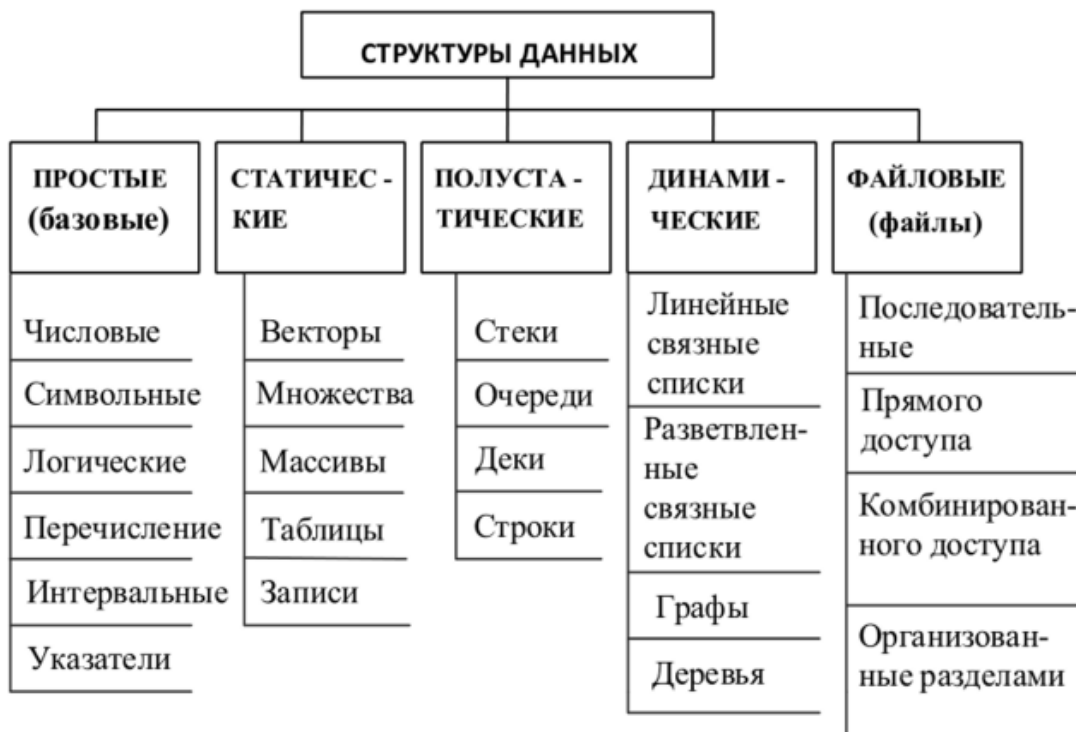 СТРУКТУРЫ ДАННЫХ
ПРОСТЫЕ
(базовые)
Числовые
Символьные
Логические
Перечисление
Интервальные
Указатели
СТАТИЧЕС -
КИЕ
Векторы
Множества
Массивы
Таблицы
Записи
ПОЛУСТА -
ТИЧЕСКИЕ
Стеки
Очереди
Деки
Строки
ДИНАМИ -
ЧЕСКИЕ
Линейные
связные
списки
Разветвлен-
ные
связные
списки
Графы
Деревья
ФАЙЛОВЫЕ
(файлы)
Последователь-
ные
Прямого
доступа
Комбинирован-
ного доступа
Организован-
ные разделами